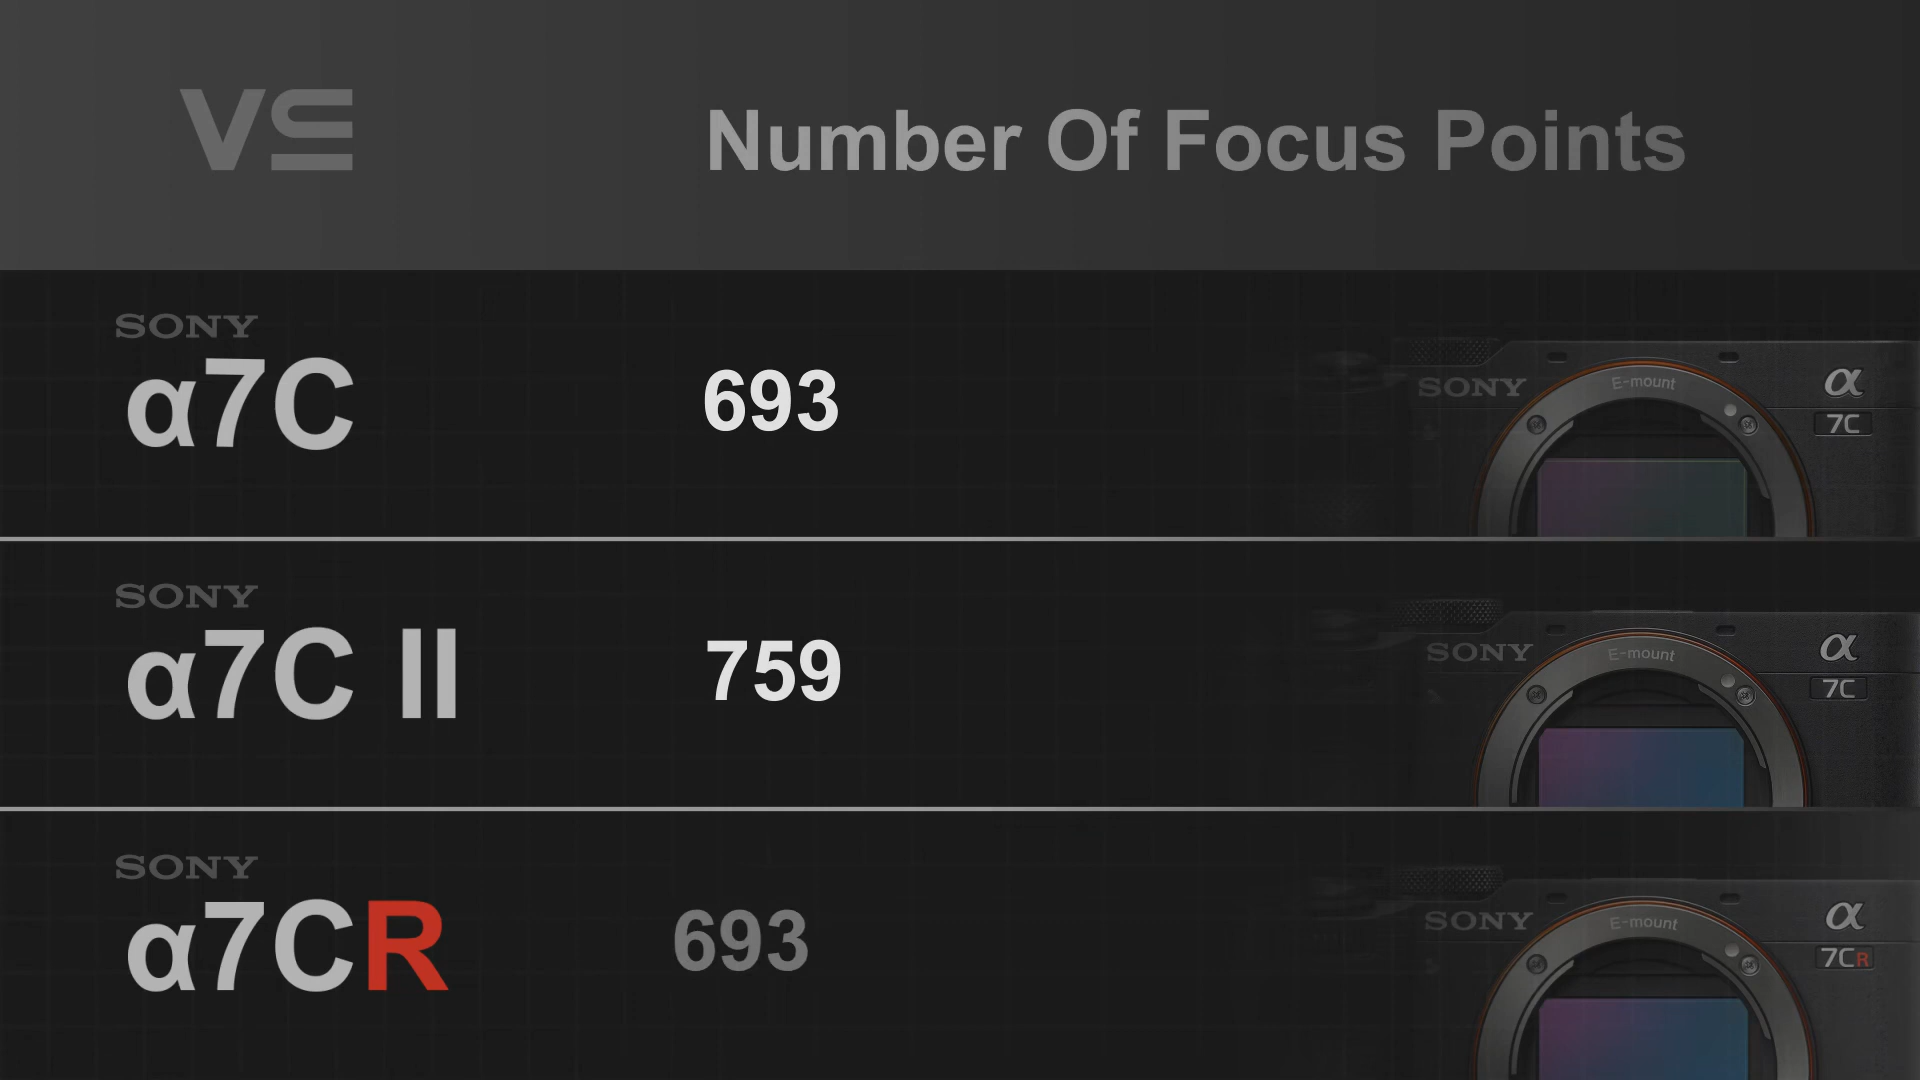 VS
Number Of Focus Points
SONY
α7C
693
SONY
E-mount
α
7C
SONY
α7C II
759
SONY
E-mount
α
7C
SONY
α7CR
693
SONY
E-mount
α
7CR